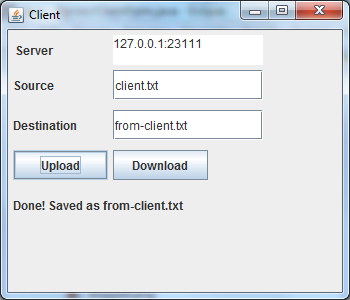 Client
Server 127.0.0.1:23111
Source client.txt
Destination from-client.txt
Upload Download
Done! Saved as from-client.txt